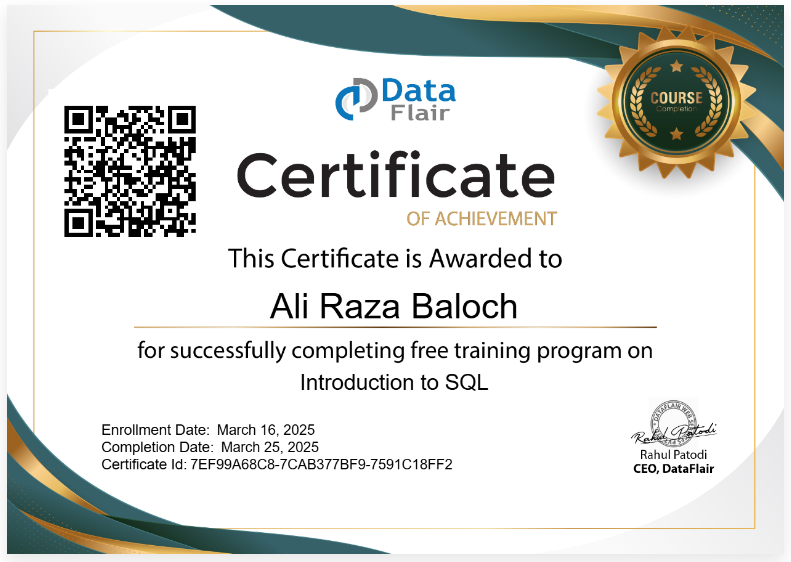 Data
Flair
COURSE
Completion
Certificate
OF ACHIEVEMENT
This Certificate is Awarded to
Ali Raza Baloch
for successfully completing free training program on
Introduction to SQL
Enrollment Date: March 16, 2025
Completion Date: March 25, 2025
Certificate Id: 7EF99A68C8-7CAB377BF9-7591C18FF2
Rahul Patodi
Rahul Patodi
CEO, DataFlair